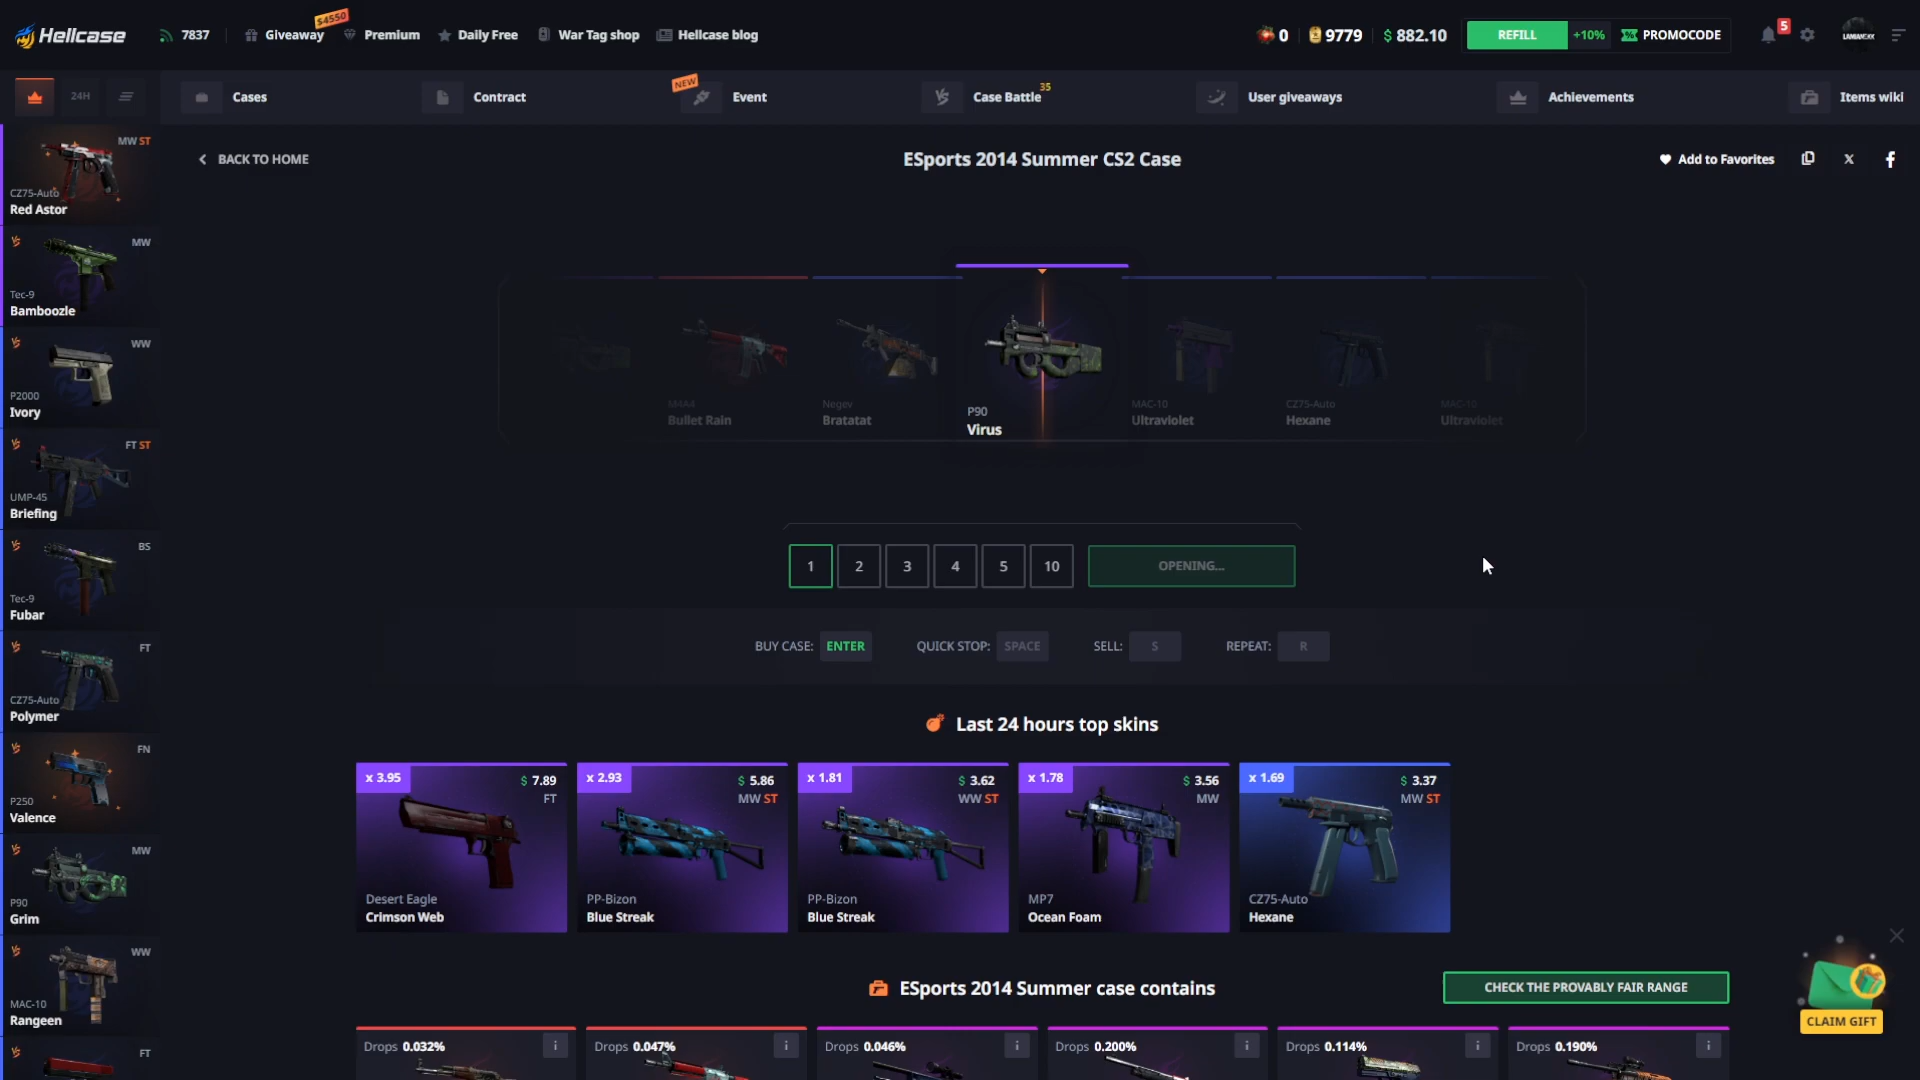 Hellcase
7837
Giveaway
$4550
Premium
Daily Free
War Tag shop
Hellcase blog
0
9779
$ 882.10
REFILL
+10%
PROMOCODE
5
24H
Cases
Contract
NEW
Event
Case Battle
35
User giveaways
Achievements
Items wiki
BACK TO HOME
ESports 2014 Summer CS2 Case
Add to Favorites
MW ST
CZ75-Auto
Red Astor
MW
Tec-9
Bamboozle
WW
P2000
Ivory
FT ST
UMP-45
Briefing
BS
Tec-9
Fubar
FT
CZ75-Auto
Polymer
FN
P250
Valence
MW
P90
Grim
WW
MAC-10
Rangeen
FT
M4A4
Bullet Rain
Negev
Bratatat
P90
Virus
MAC-10
Ultraviolet
CZ75-Auto
Hexane
MAC-10
Ultraviolet
1
2
3
4
5
10
OPENING...
BUY CASE: ENTER
QUICK STOP: SPACE
SELL: S
REPEAT: R
Last 24 hours top skins
x 3.95
$ 7.89
FT
Desert Eagle
Crimson Web
x 2.93
$ 5.86
MW ST
PP-Bizon
Blue Streak
x 1.81
$ 3.62
WW ST
PP-Bizon
Blue Streak
x 1.78
$ 3.56
MW
MP7
Ocean Foam
x 1.69
$ 3.37
MW ST
CZ75-Auto
Hexane
ESports 2014 Summer case contains
CHECK THE PROVABLY FAIR RANGE
CLAIM GIFT
Drops 0.032%
Drops 0.047%
Drops 0.046%
Drops 0.200%
Drops 0.114%
Drops 0.190%